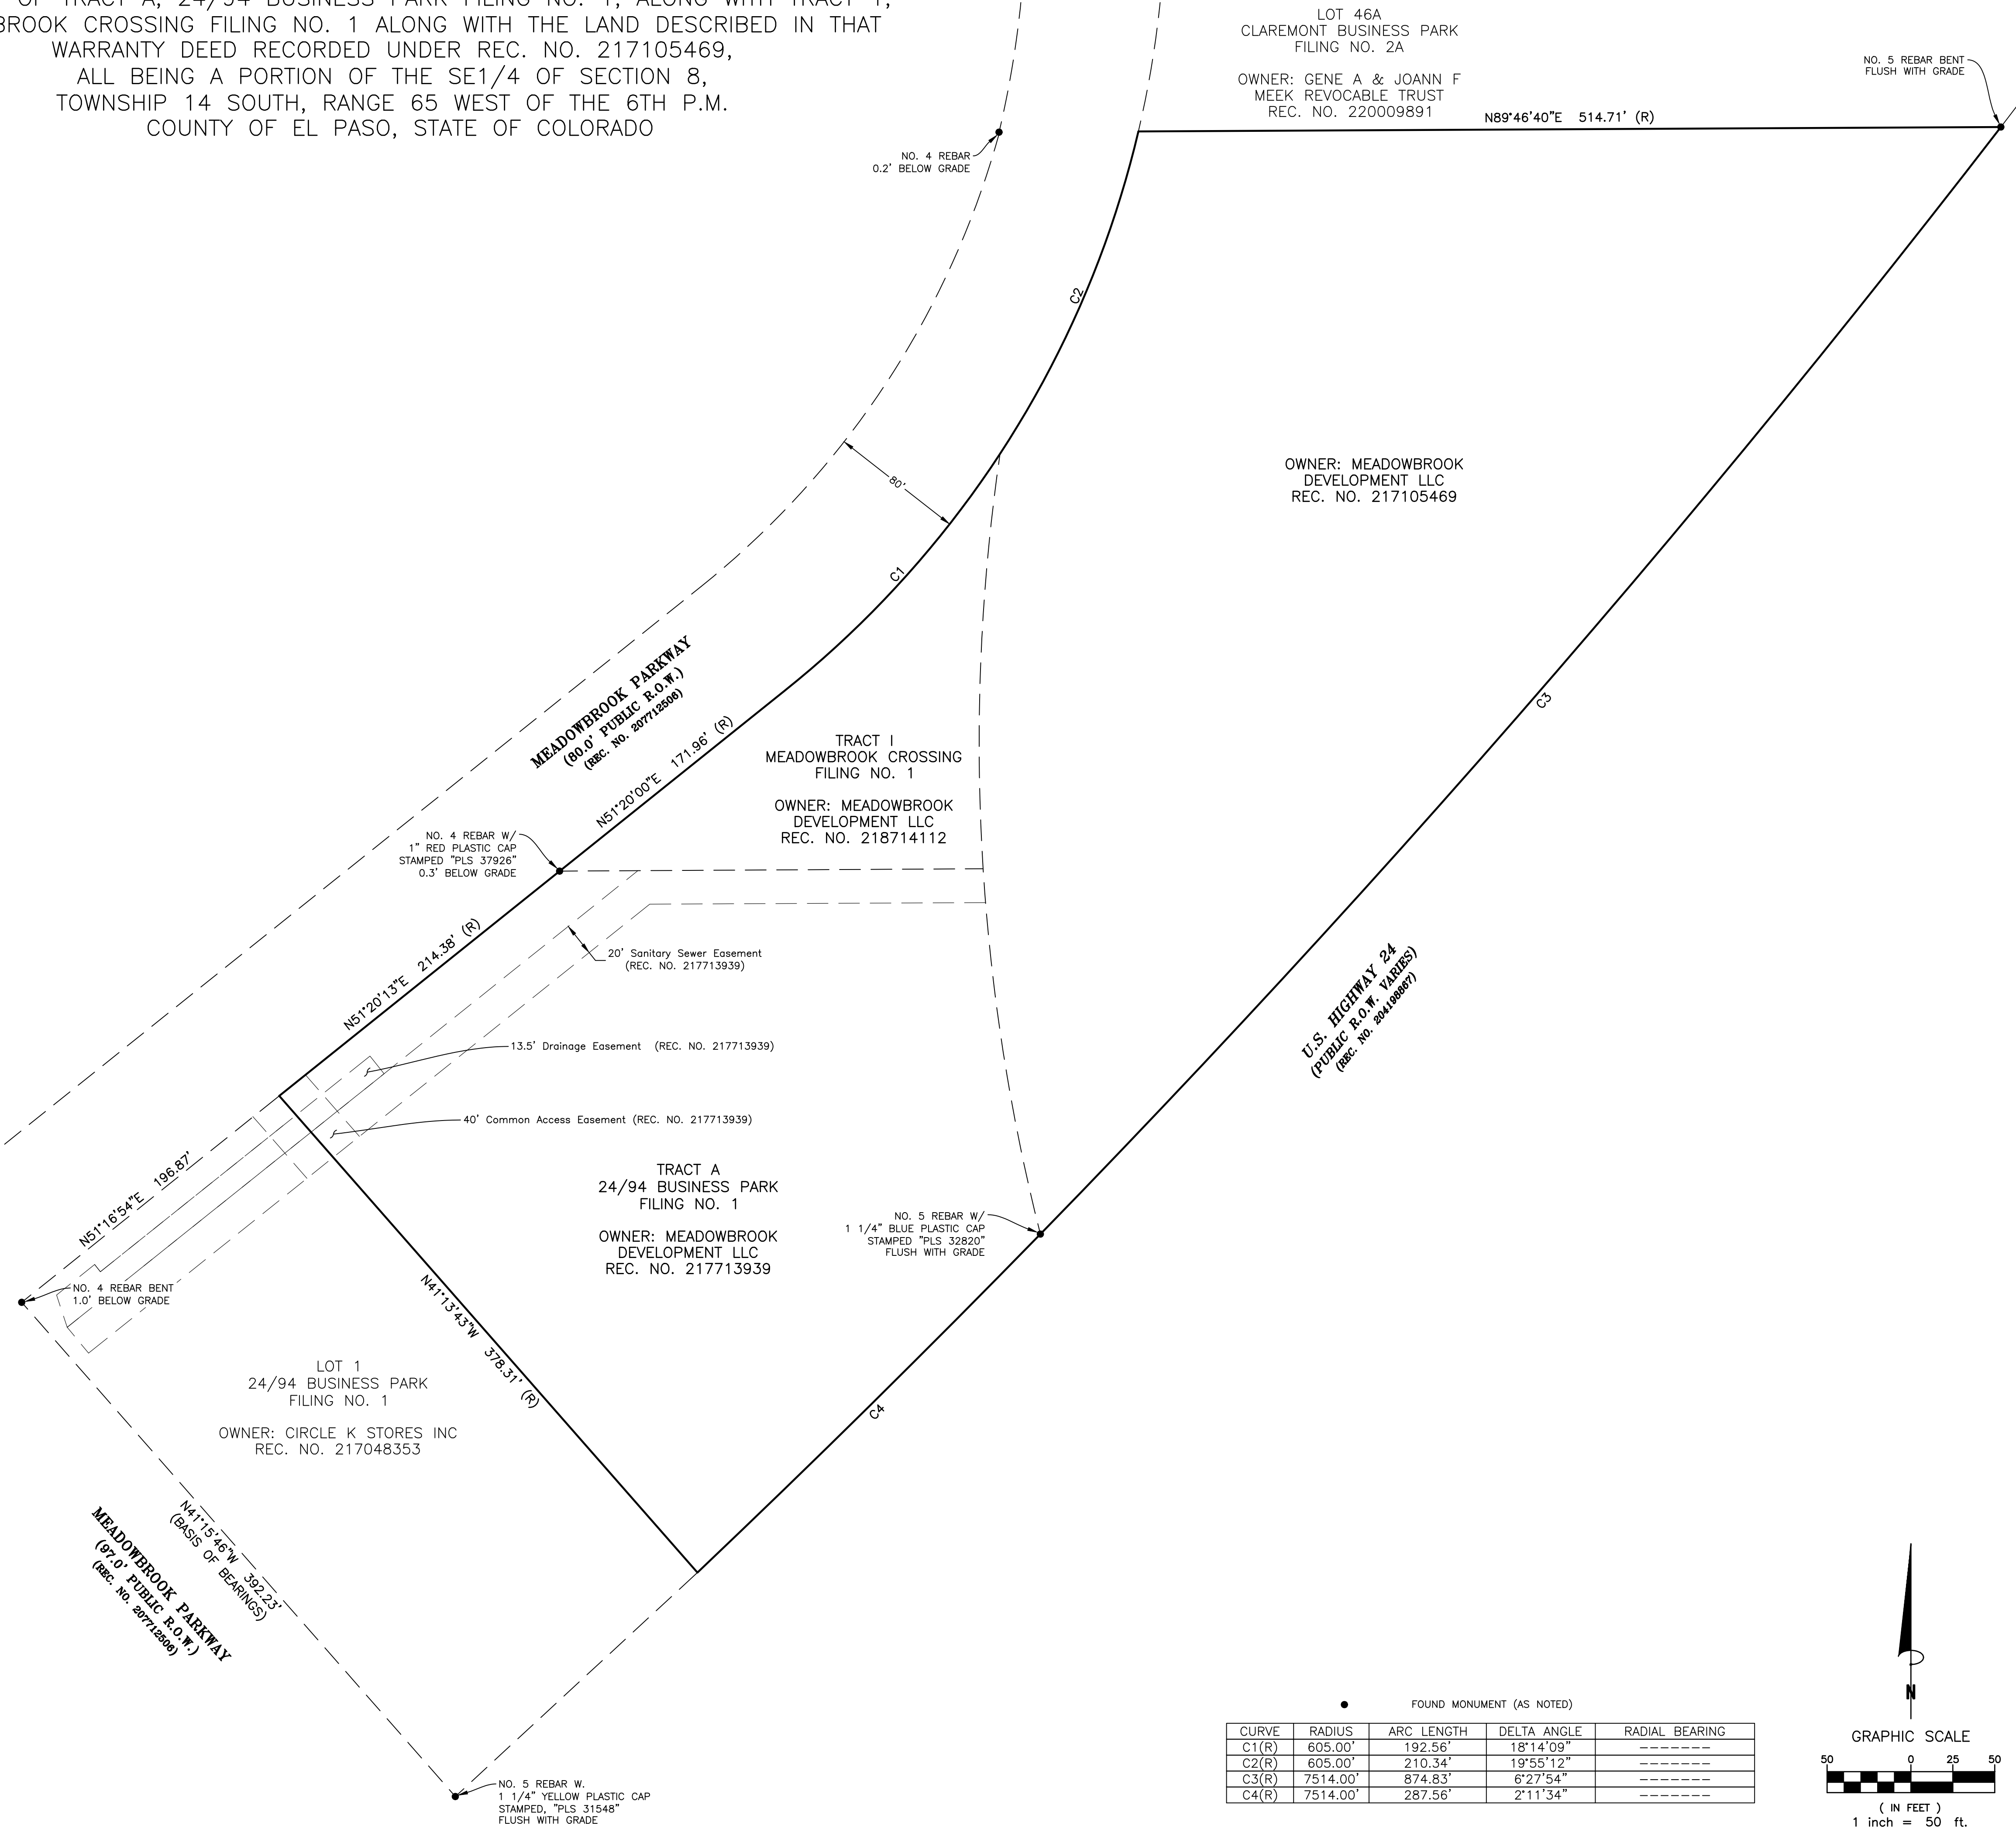 OF TRACT A, 24/94 BUSINESS PARK FILING NO. 1, ALONG WITH TRACT 1,
BROOK CROSSING FILING NO. 1 ALONG WITH THE LAND DESCRIBED IN THAT
WARRANTY DEED RECORDED UNDER REC. NO. 217105469,
ALL BEING A PORTION OF THE SE1/4 OF SECTION 8,
TOWNSHIP 14 SOUTH, RANGE 65 WEST OF THE 6TH P.M.
COUNTY OF EL PASO, STATE OF COLORADO
LOT 46A
CLAREMONT BUSINESS PARK
FILING NO. 2A
OWNER: GENE A & JOANN F
MEEK REVOCABLE TRUST
REC. NO. 220009891
NO. 5 REBAR BENT
FLUSH WITH GRADE
N89°46'40"E 514.71' (R)
NO. 4 REBAR
0.2' BELOW GRADE
C2
80'
C1
OWNER: MEADOWBROOK
DEVELOPMENT LLC
REC. NO. 217105469
C3
MEADOWBROOK PARKWAY
(80.0' PUBLIC R.O.W.)
(REC. NO. 207712506)
N51°20'00"E 171.96' (R)
TRACT I
MEADOWBROOK CROSSING
FILING NO. 1
OWNER: MEADOWBROOK
DEVELOPMENT LLC
REC. NO. 218714112
NO. 4 REBAR W/
1" RED PLASTIC CAP
STAMPED "PLS 37926"
0.3' BELOW GRADE
N51°20'13"E 214.38' (R)
20' Sanitary Sewer Easement
(REC. NO. 217713939)
U.S. HIGHWAY 24
(PUBLIC R.O.W. VARIES)
(REC. NO. 204198867)
13.5' Drainage Easement (REC. NO. 217713939)
40' Common Access Easement (REC. NO. 217713939)
N51°16'54"E 196.87'
TRACT A
24/94 BUSINESS PARK
FILING NO. 1
OWNER: MEADOWBROOK
DEVELOPMENT LLC
REC. NO. 217713939
NO. 5 REBAR W/
1 1/4" BLUE PLASTIC CAP
STAMPED "PLS 32820"
FLUSH WITH GRADE
NO. 4 REBAR BENT
1.0' BELOW GRADE
N41°13'43"W 378.31' (R)
LOT 1
24/94 BUSINESS PARK
FILING NO. 1
OWNER: CIRCLE K STORES INC
REC. NO. 217048353
C4
N41°15'46"W 392.23'
(BASIS OF BEARINGS)
MEADOWBROOK PARKWAY
(97.0' PUBLIC R.O.W.)
(REC. NO. 207712506)
NO. 5 REBAR W.
1 1/4" YELLOW PLASTIC CAP
STAMPED, "PLS 31548"
FLUSH WITH GRADE
FOUND MONUMENT (AS NOTED)
CURVE RADIUS ARC LENGTH DELTA ANGLE RADIAL BEARING
C1(R) 605.00' 192.56' 18°14'09" -------
C2(R) 605.00' 210.34' 19°55'12" -------
C3(R) 7514.00' 874.83' 6°27'54" -------
C4(R) 7514.00' 287.56' 2°11'34" -------
N
GRAPHIC SCALE
50 0 25 50
( IN FEET )
1 inch = 50 ft.